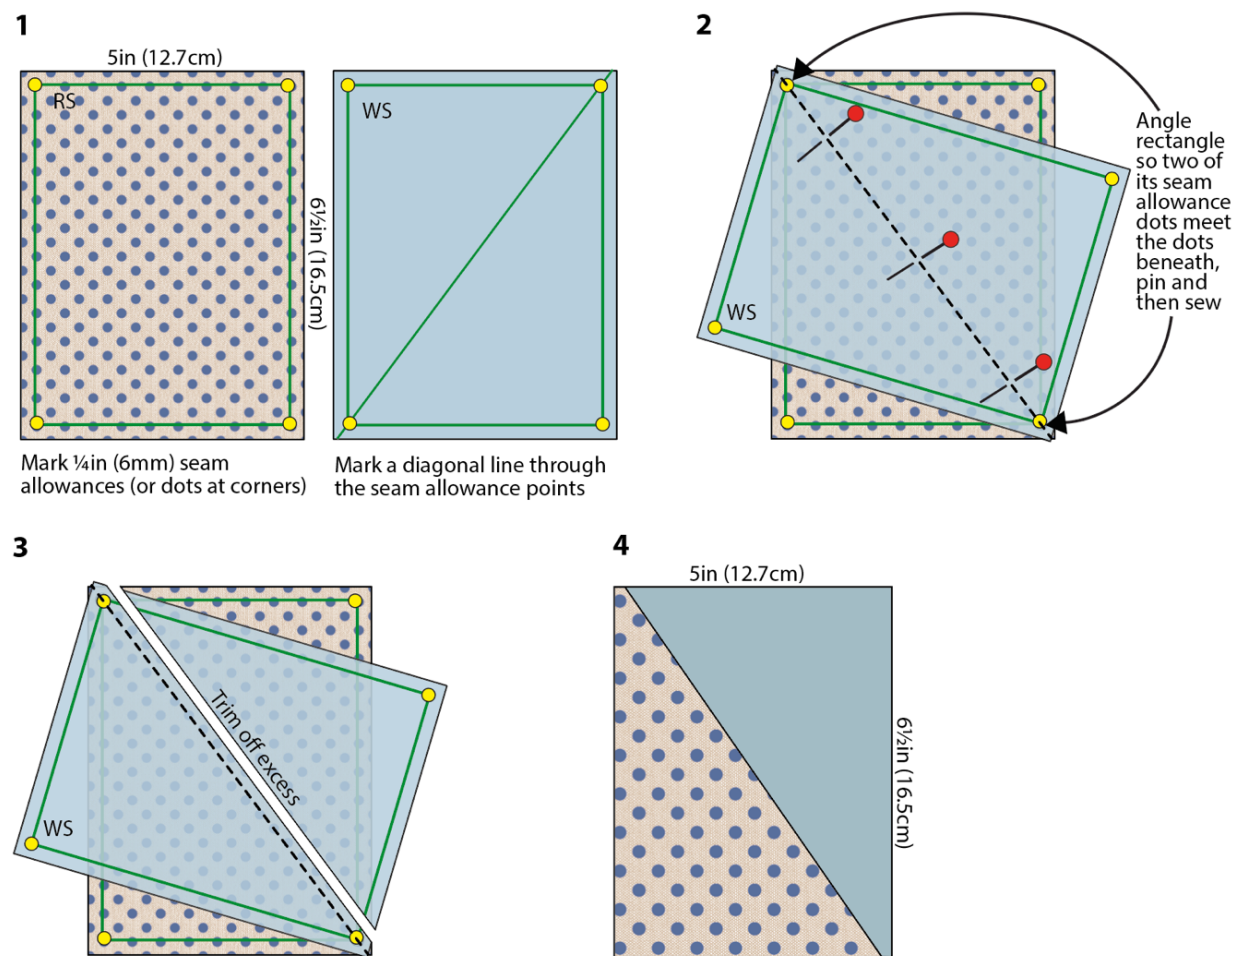 1
5in (12.7cm)
RS
6½in (16.5cm)
WS
Mark ¼in (6mm) seam
allowances (or dots at corners)
Mark a diagonal line through
the seam allowance points
2
WS
Angle
rectangle
so two of
its seam
allowance
dots meet
the dots
beneath,
pin and
then sew
3
Trim off excess
WS
4
5in (12.7cm)
6½in (16.5cm)